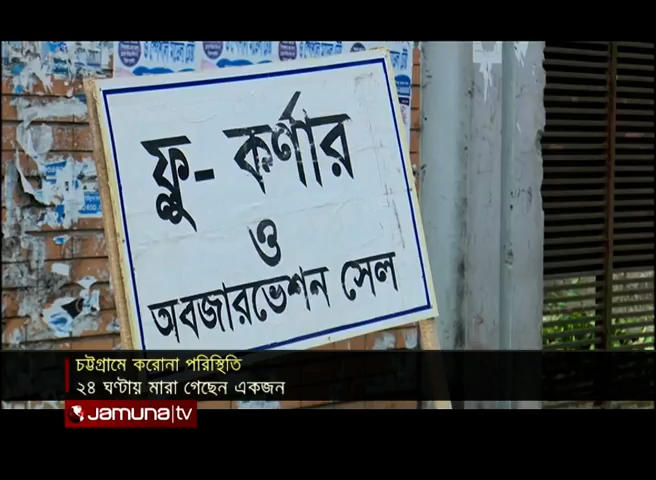 ফ্লু- কর্ণার
ও
অবজারভেশন সেল
চট্টগ্রামে করোনা পরিস্থিতি
২৪ ঘণ্টায় মারা গেছেন একজন
JAMUNA|tv